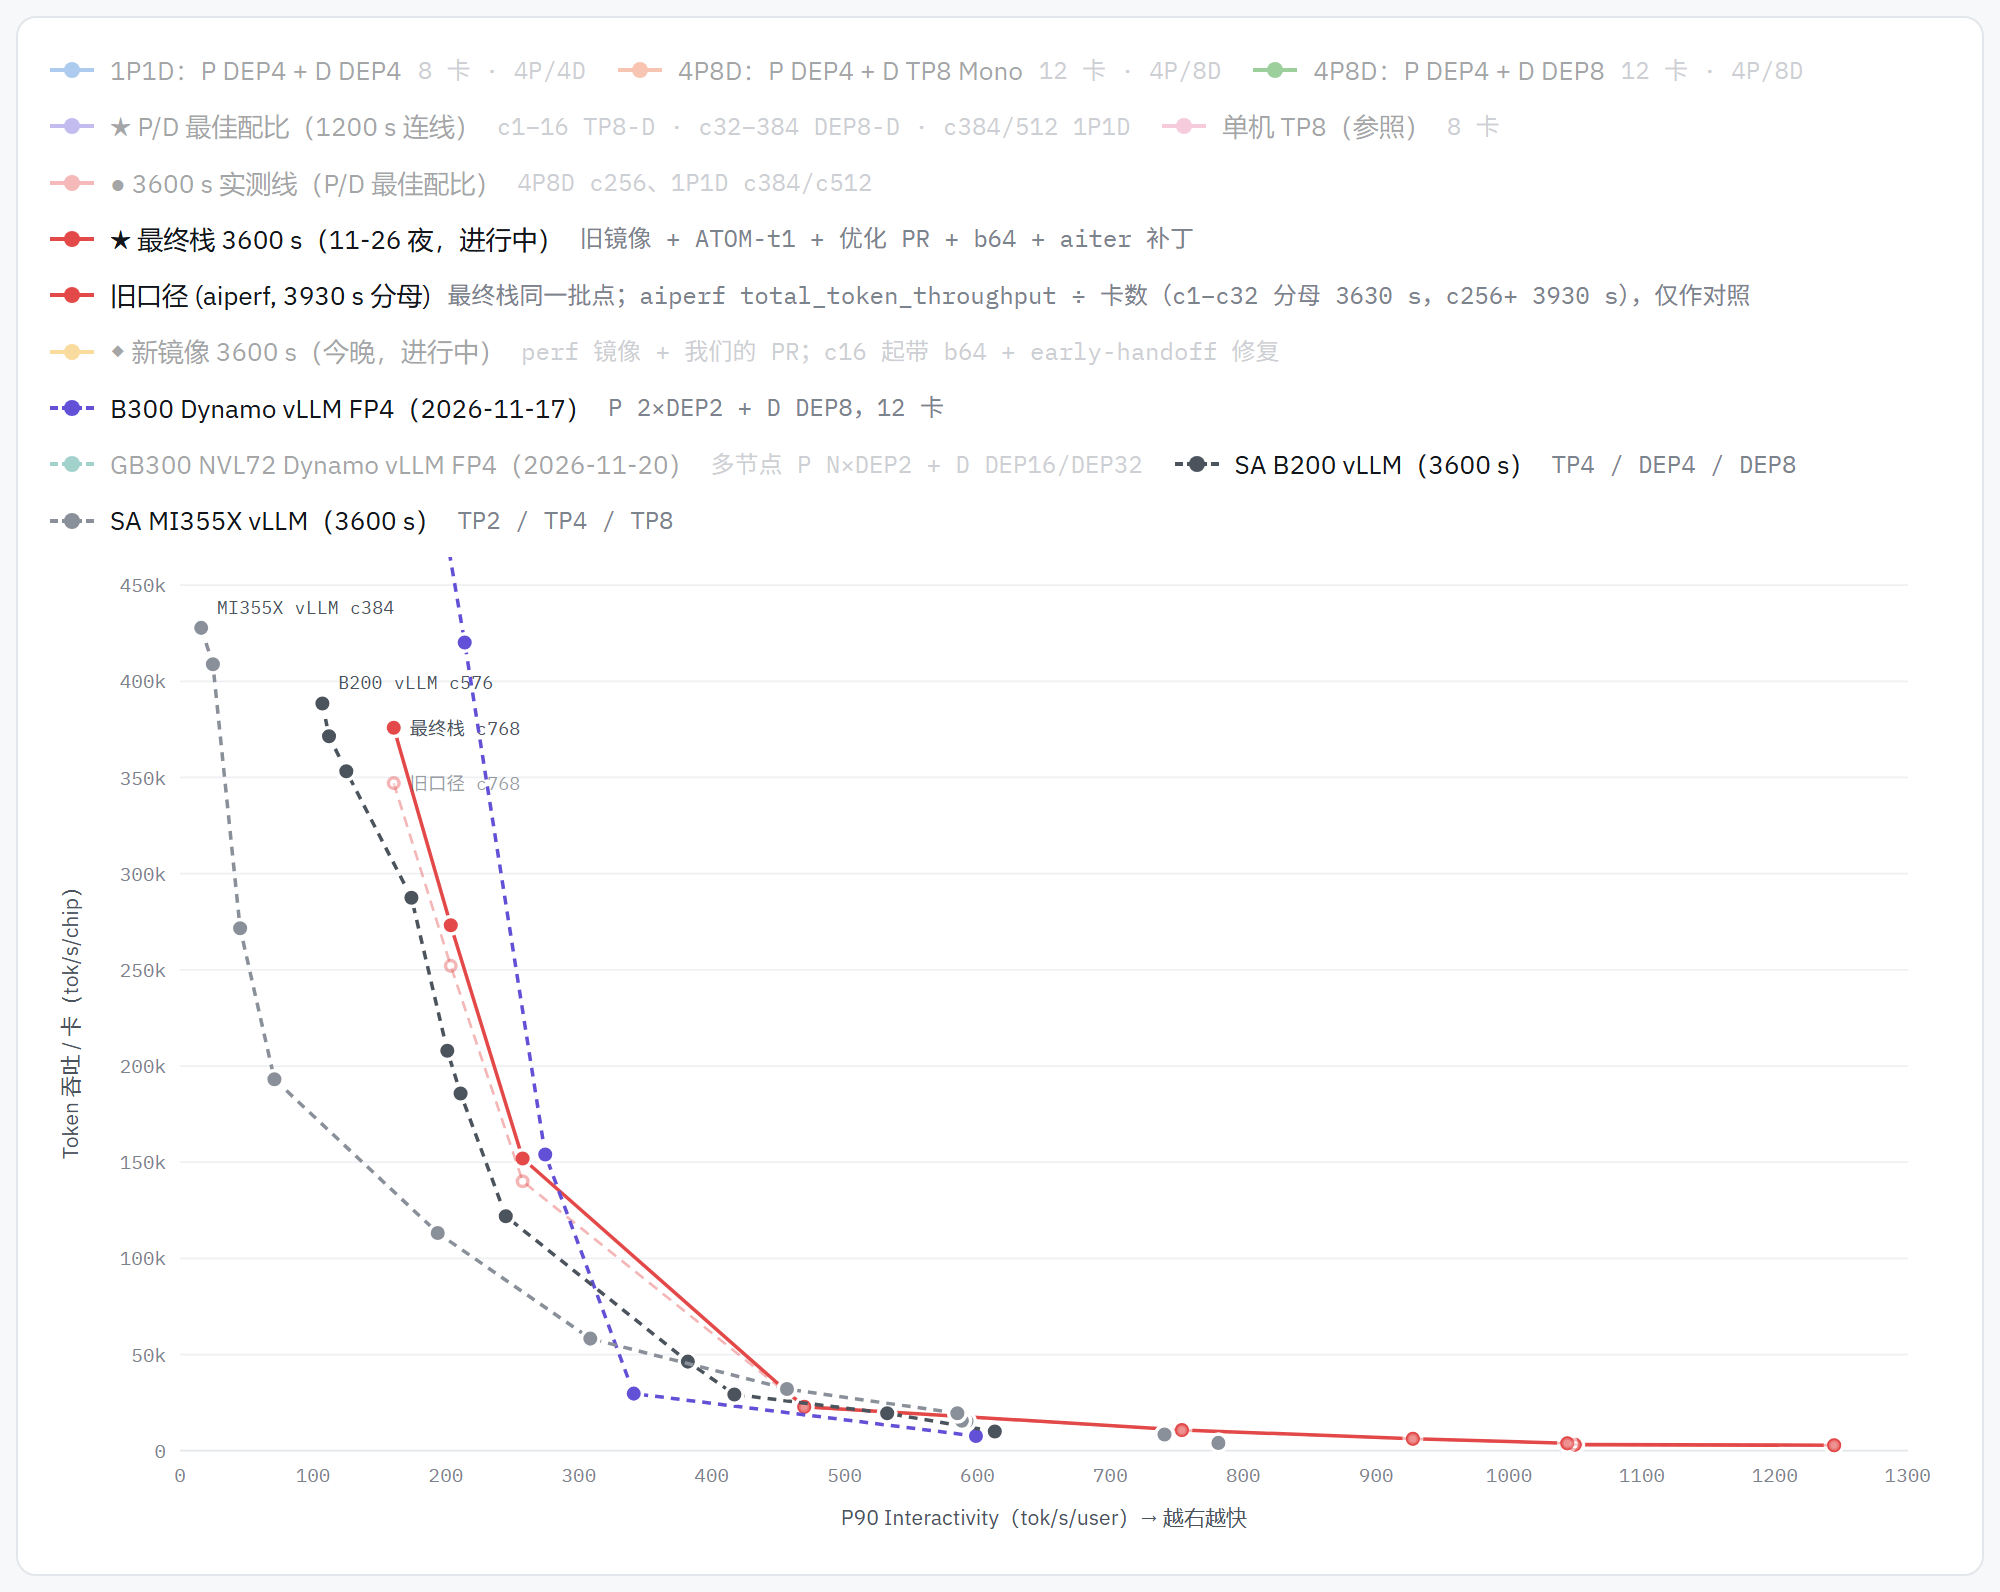 1P1D：P DEP4 + D DEP4 8 卡 · 4P/4D 4P8D：P DEP4 + D TP8 Mono 12 卡 · 4P/8D 4P8D：P DEP4 + D DEP8 12 卡 · 4P/8D
★ P/D 最佳配比（1200 s 连线） c1–16 TP8-D · c32–384 DEP8-D · c384/512 1P1D 单机 TP8（参照） 8 卡
● 3600 s 实测线（P/D 最佳配比） 4P8D c256、1P1D c384/c512
★ 最终栈 3600 s（11-26 夜，进行中） 旧镜像 + ATOM-t1 + 优化 PR + b64 + aiter 补丁
旧口径 (aiperf, 3930 s 分母) 最终栈同一批点；aiperf total_token_throughput ÷ 卡数（c1–c32 分母 3630 s，c256+ 3930 s），仅作对照
◆ 新镜像 3600 s（今晚，进行中） perf 镜像 + 我们的 PR；c16 起带 b64 + early-handoff 修复
B300 Dynamo vLLM FP4（2026-11-17） P 2×DEP2 + D DEP8，12 卡
GB300 NVL72 Dynamo vLLM FP4（2026-11-20） 多节点 P N×DEP2 + D DEP16/DEP32 SA B200 vLLM（3600 s） TP4 / DEP4 / DEP8
SA MI355X vLLM（3600 s） TP2 / TP4 / TP8
450k
MI355X vLLM c384
400k
B200 vLLM c576
最终栈 c768
350k
旧口径 c768
300k
250k
200k
150k
100k
50k
0
Token 吞吐 / 卡（tok/s/chip）
0 100 200 300 400 500 600 700 800 900 1000 1100 1200 1300
P90 Interactivity（tok/s/user）→ 越右越快